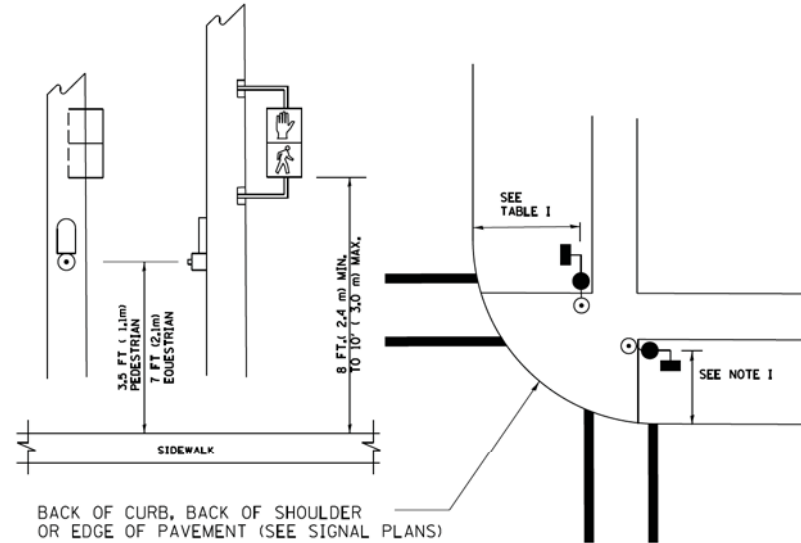 3.5 FT ( 1.1m)
PEDESTRIAN
7 FT (2.1m)
EQUESTRIAN
8 FT.( 2.4 m) MIN.
TO 10' ( 3.0 m) MAX.
SIDEWALK
SEE
TABLE I
SEE NOTE I
BACK OF CURB, BACK OF SHOULDER
OR EDGE OF PAVEMENT (SEE SIGNAL PLANS)